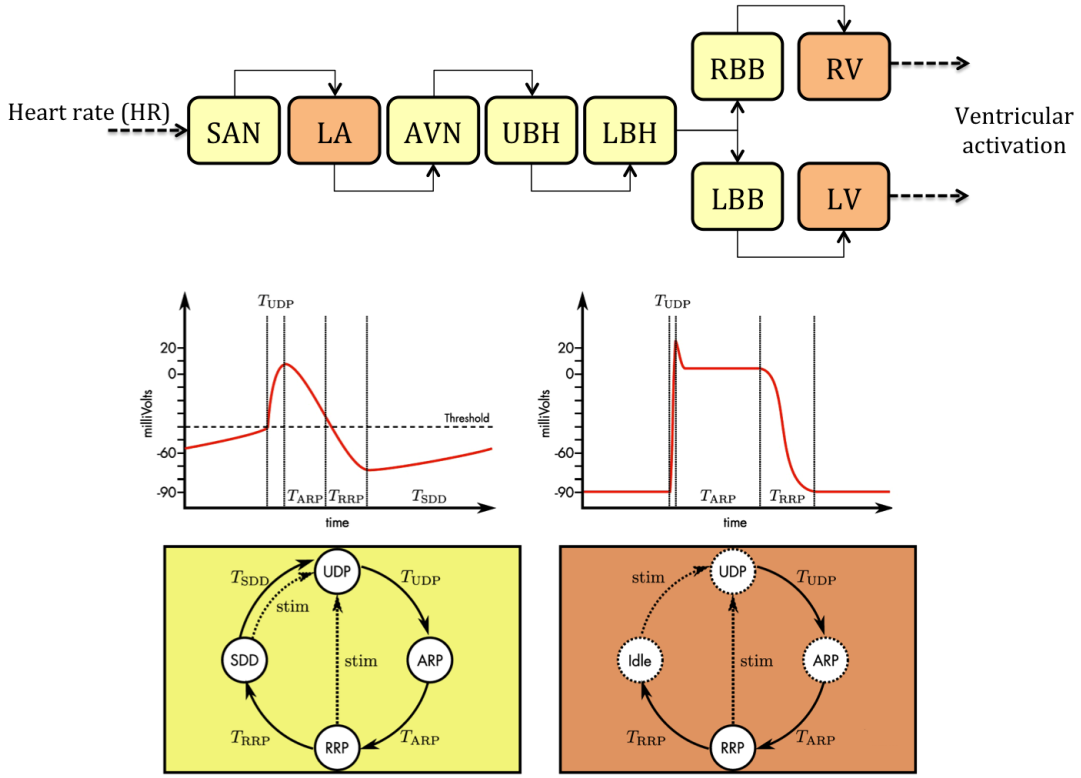 RBB
RV
Heart rate (HR)
SAN
LA
AVN
UBH
LBH
Ventricular
activation
LBB
LV
T_UDP
20
0
-60
-90
milliVolts
Threshold
T_ARP
T_RRP
T_SDD
time
T_UDP
20
0
-60
-90
milliVolts
T_ARP
T_RRP
time
UDP
T_SDD
T_UDP
stim
SDD
stim
ARP
T_RRP
T_ARP
RRP
UDP
stim
T_UDP
Idle
stim
ARP
T_RRP
T_ARP
RRP